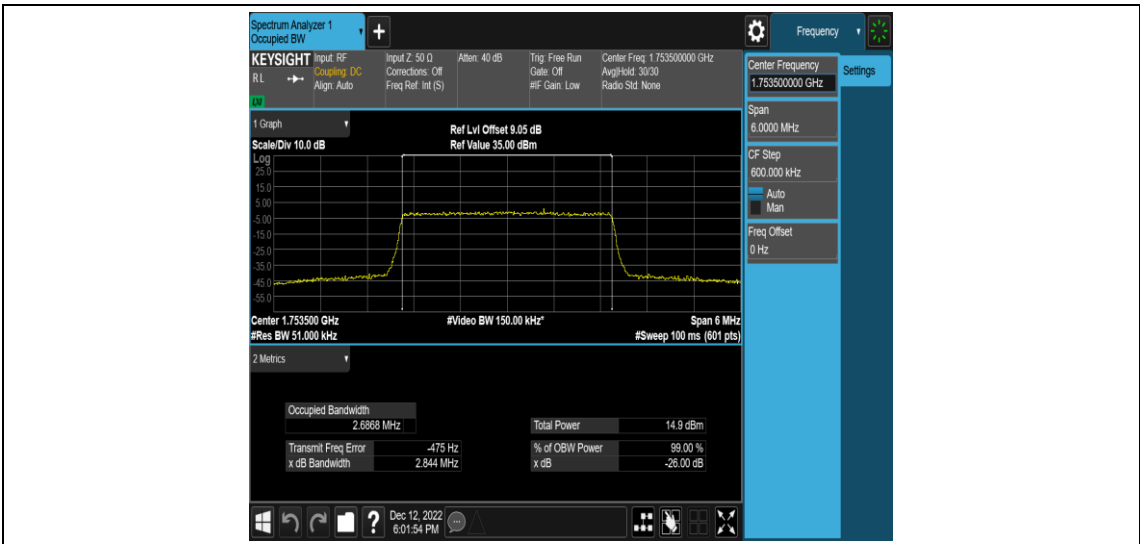 Spectrum Analyzer 1
Occupied BW
+
Frequency
KEYSIGHT
RL
LXI
Input: RF
Coupling: DC
Align: Auto
Input Z: 50 Ω
Corrections: Off
Freq Ref: Int (S)
Atten: 40 dB
Trig: Free Run
Gate: Off
#IF Gain: Low
Center Freq: 1.753500000 GHz
Avg|Hold: 30/30
Radio Std: None
Center Frequency
1.753500000 GHz
Settings
Span
6.0000 MHz
CF Step
600.000 kHz
Auto
Man
Freq Offset
0 Hz
1 Graph
Scale/Div 10.0 dB
Ref Lvl Offset 9.05 dB
Ref Value 35.00 dBm
Log
25.0
15.0
5.00
-5.00
-15.0
-25.0
-35.0
-45.0
-55.0
Center 1.753500 GHz
#Res BW 51.000 kHz
#Video BW 150.00 kHz*
Span 6 MHz
#Sweep 100 ms (601 pts)
2 Metrics
Occupied Bandwidth
2.6868 MHz
Total Power 14.9 dBm
Transmit Freq Error -475 Hz
% of OBW Power 99.00 %
x dB Bandwidth 2.844 MHz
x dB -26.00 dB
?
Dec 12, 2022
6:01:54 PM